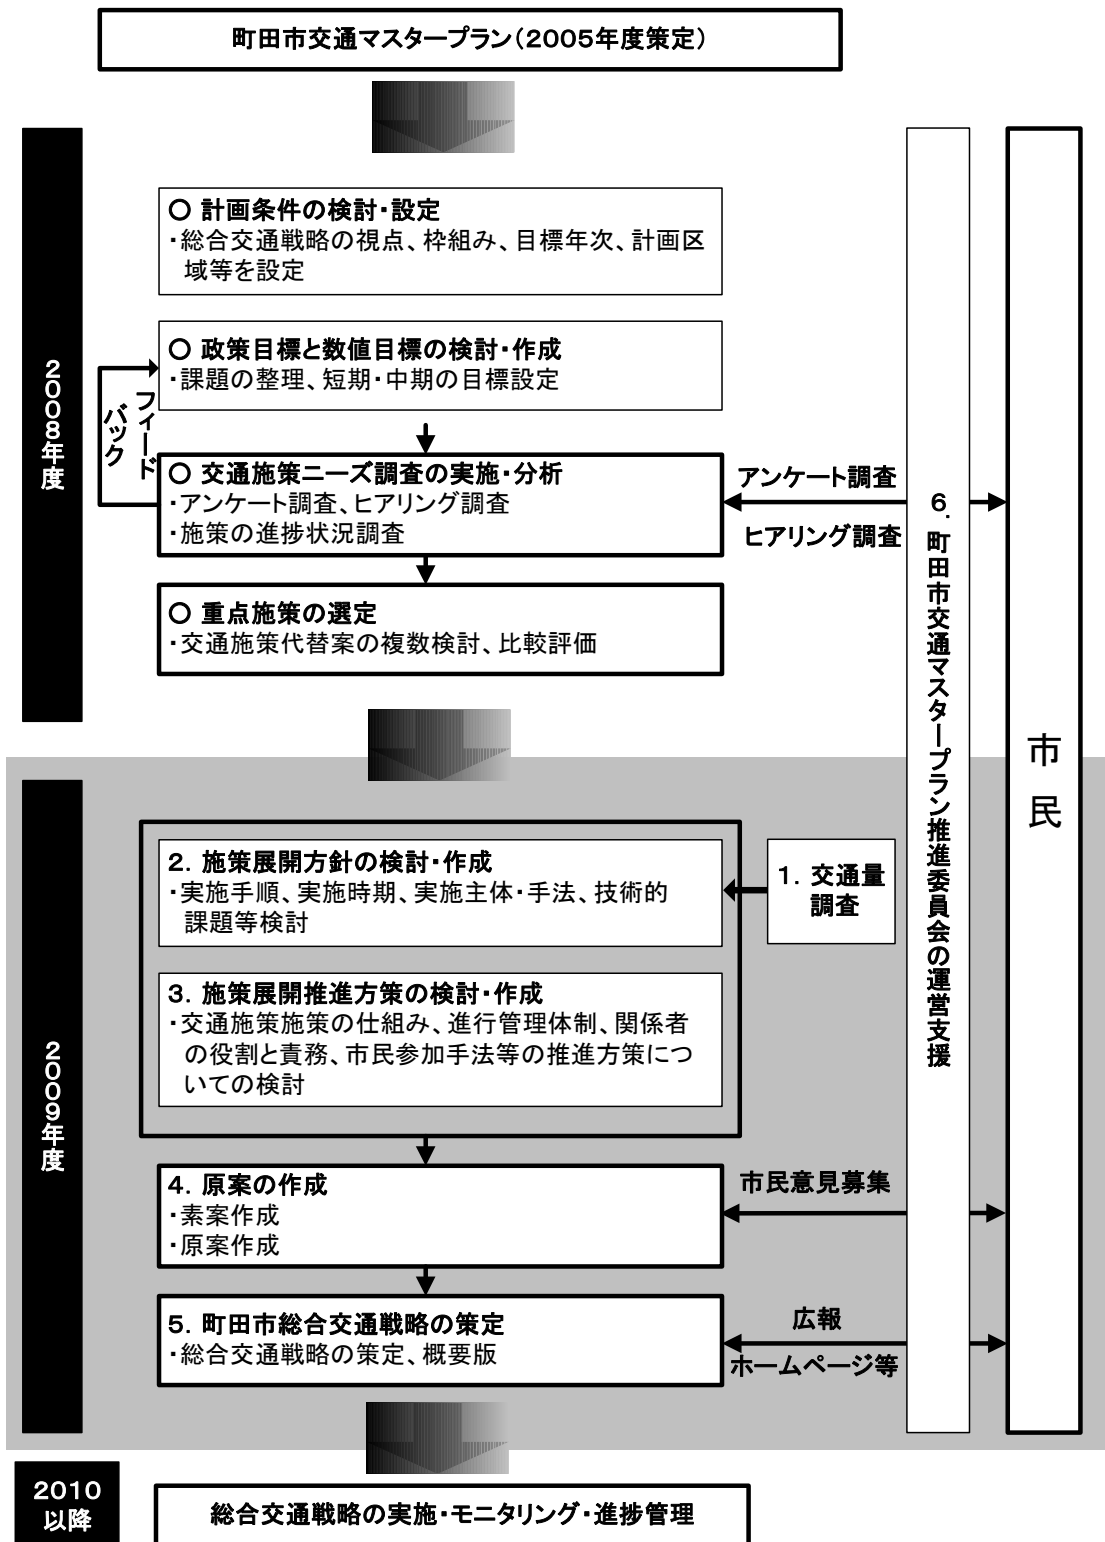 町田市交通マスタープラン(2005年度策定)
2008年度
○ 計画条件の検討・設定
・総合交通戦略の視点、枠組み、目標年次、計画区
域等を設定
○ 政策目標と数値目標の検討・作成
・課題の整理、短期・中期の目標設定
フィード
バック
○ 交通施策ニーズ調査の実施・分析
・アンケート調査、ヒアリング調査
・施策の進捗状況調査
アンケート調査
ヒアリング調査
○ 重点施策の選定
・交通施策代替案の複数検討、比較評価
6.町田市交通マスタープラン推進委員会の運営支援
市民
2009年度
2.施策展開方針の検討・作成
・実施手順、実施時期、実施主体・手法、技術的
課題等検討
1.交通量
調査
3.施策展開推進方策の検討・作成
・交通施策施策の仕組み、進行管理体制、関係者
の役割と責務、市民参加手法等の推進方策につ
いての検討
4.原案の作成
・素案作成
・原案作成
市民意見募集
5.町田市総合交通戦略の策定
・総合交通戦略の策定、概要版
広報
ホームページ等
2010
以降
総合交通戦略の実施・モニタリング・進捗管理